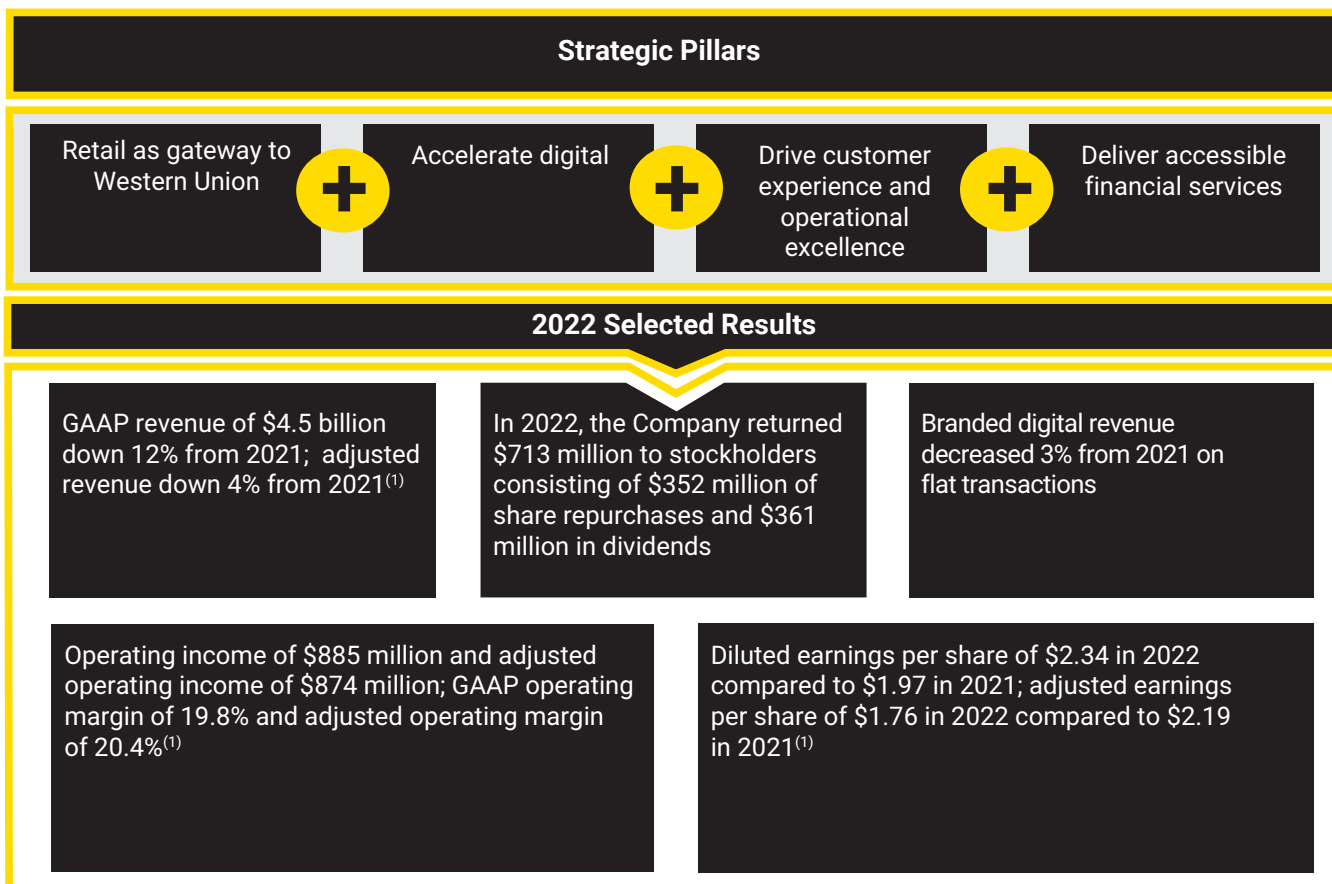 Strategic Pillars
Retail as gateway to
Western Union
+
Accelerate digital
+
Drive customer
experience and
operational
excellence
+
Deliver accessible
financial services
2022 Selected Results
GAAP revenue of $4.5 billion
down 12% from 2021; adjusted
revenue down 4% from 2021(1)
In 2022, the Company returned
$713 million to stockholders
consisting of $352 million of
share repurchases and $361
million in dividends
Branded digital revenue
decreased 3% from 2021 on
flat transactions
Operating income of $885 million and adjusted
operating income of $874 million; GAAP operating
margin of 19.8% and adjusted operating margin
of 20.4%(1)
Diluted earnings per share of $2.34 in 2022
compared to $1.97 in 2021; adjusted earnings
per share of $1.76 in 2022 compared to $2.19
in 2021(1)